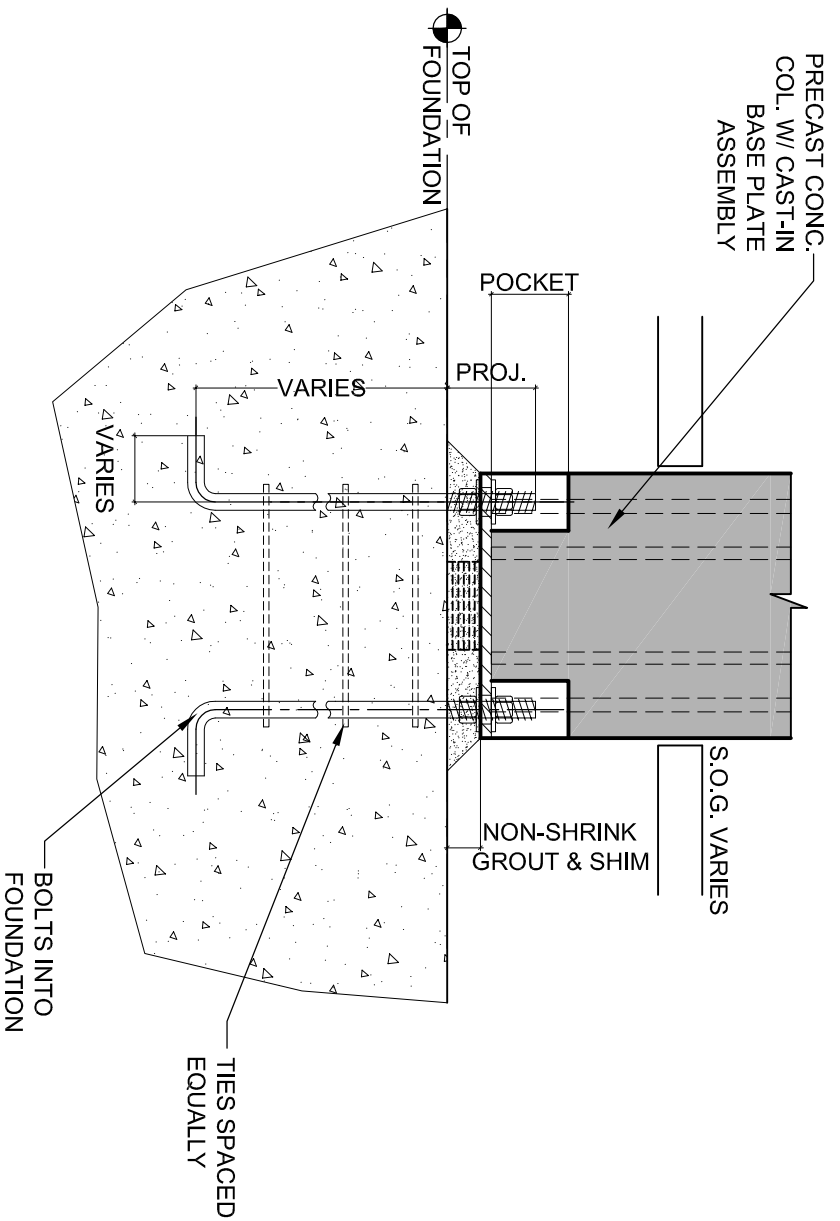 PRECAST CONC.
COL. W/ CAST-IN
BASE PLATE
ASSEMBLY
TOP OF
FOUNDATION
POCKET
PROJ.
VARIES
VARIES
S.O.G. VARIES
NON-SHRINK
GROUT & SHIM
TIES SPACED
EQUALLY
BOLTS INTO
FOUNDATION